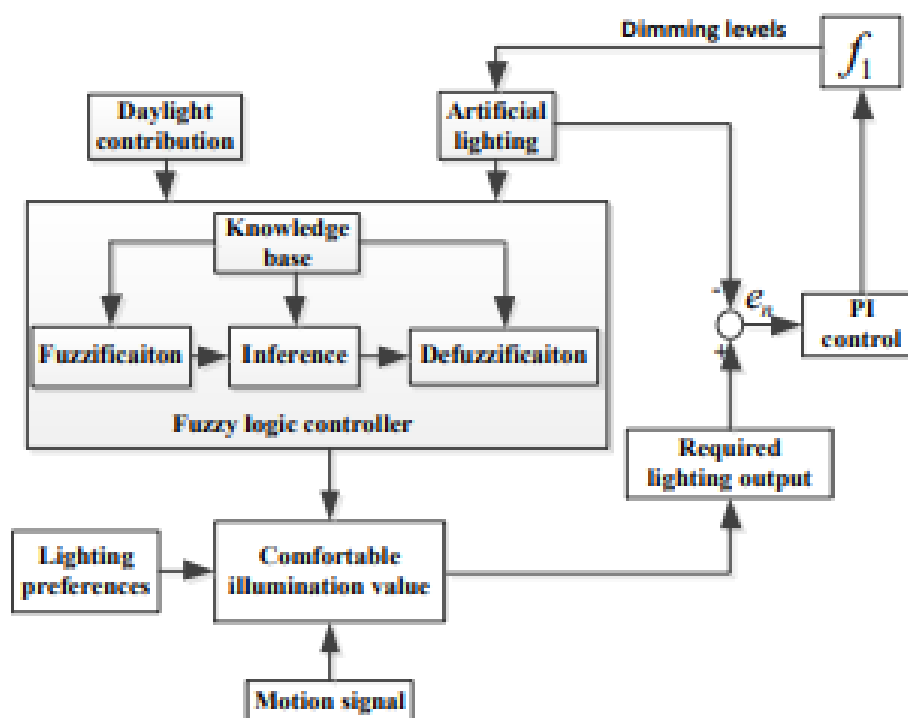 Dimming levels
f1
Daylight
contribution
Artificial
lighting
Knowledge
base
- e_n
PI
control
Fuzzificaiton
Inference
Defuzzificaiton
+
Fuzzy logic controller
Required
lighting output
Lighting
preferences
Comfortable
illumination value
Motion signal